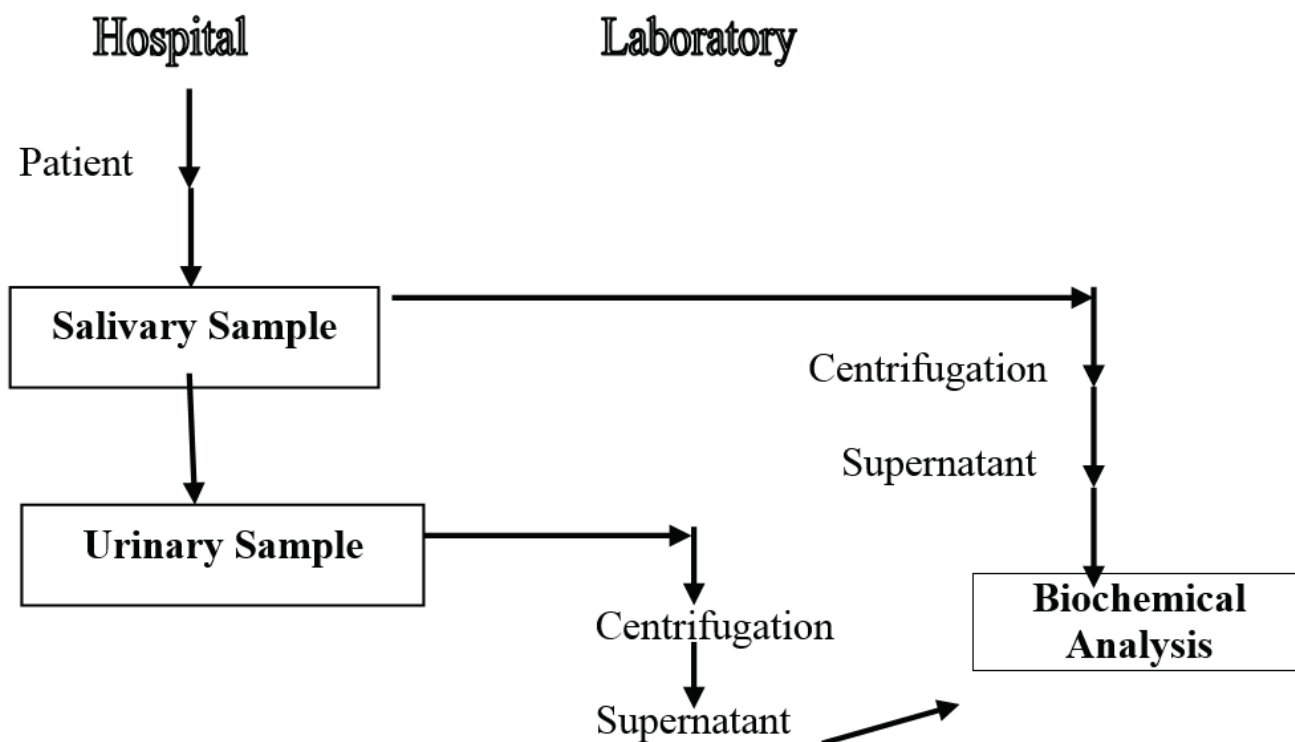 Hospital
Laboratory
Patient
Salivary Sample
Centrifugation
Supernatant
Urinary Sample
Centrifugation
Supernatant
Biochemical
Analysis